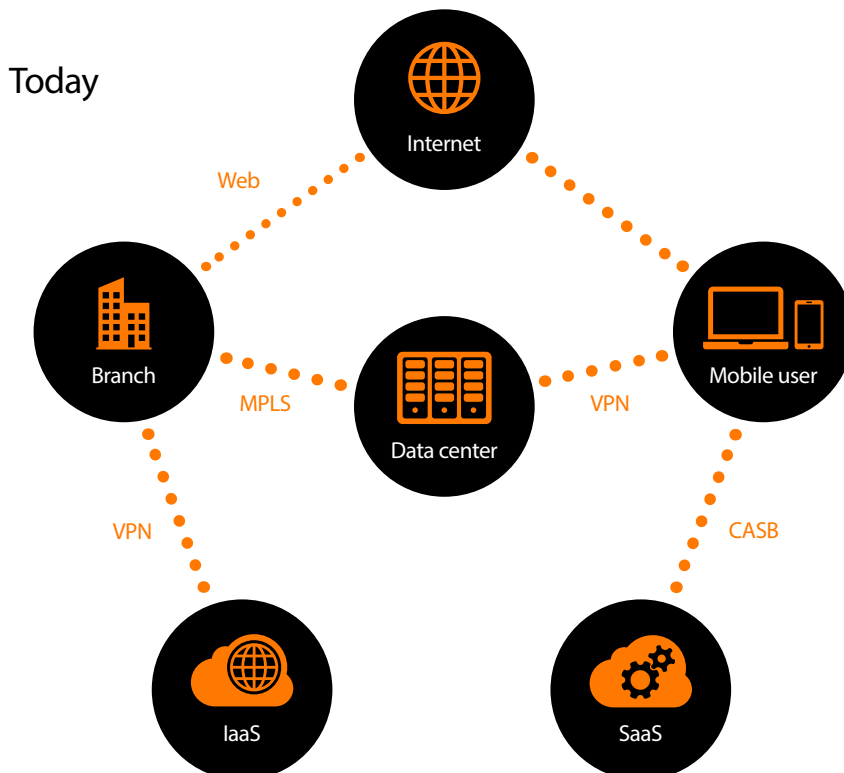 Today
Internet
Web
Branch
Mobile user
MPLS
VPN
Data center
VPN
CASB
IaaS
SaaS